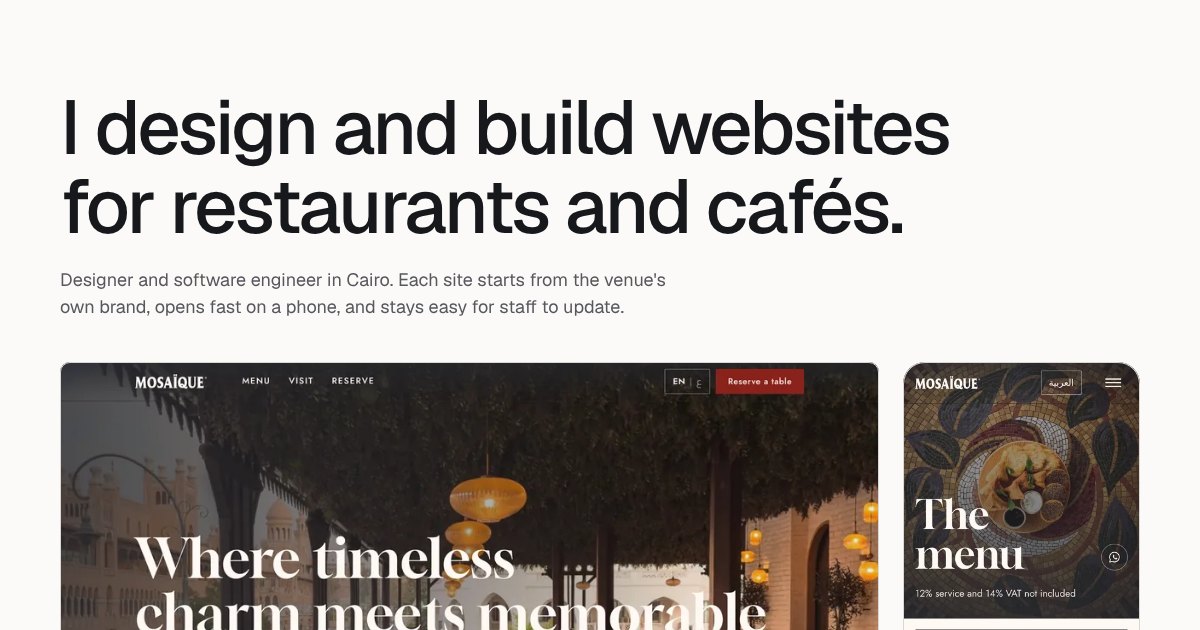 I design and build websites
for restaurants and cafés.
Designer and software engineer in Cairo. Each site starts from the venue's
own brand, opens fast on a phone, and stays easy for staff to update.
MOSAÏQUE
MENU VISIT RESERVE
EN | ع
Reserve a table
Where timeless
charm meets memorable
MOSAÏQUE
العربية
The
menu
12% service and 14% VAT not included